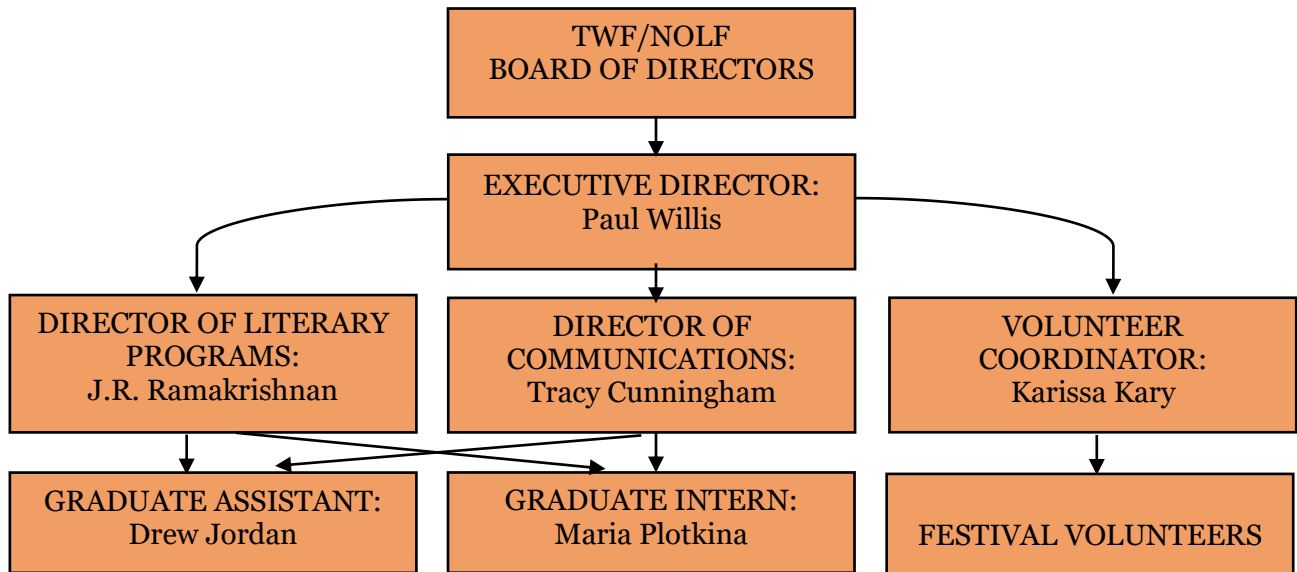 TWF/NOLF
BOARD OF DIRECTORS
EXECUTIVE DIRECTOR:
Paul Willis
DIRECTOR OF LITERARY
PROGRAMS:
J.R. Ramakrishnan
DIRECTOR OF
COMMUNICATIONS:
Tracy Cunningham
VOLUNTEER
COORDINATOR:
Karissa Kary
GRADUATE ASSISTANT:
Drew Jordan
GRADUATE INTERN:
Maria Plotkina
FESTIVAL VOLUNTEERS